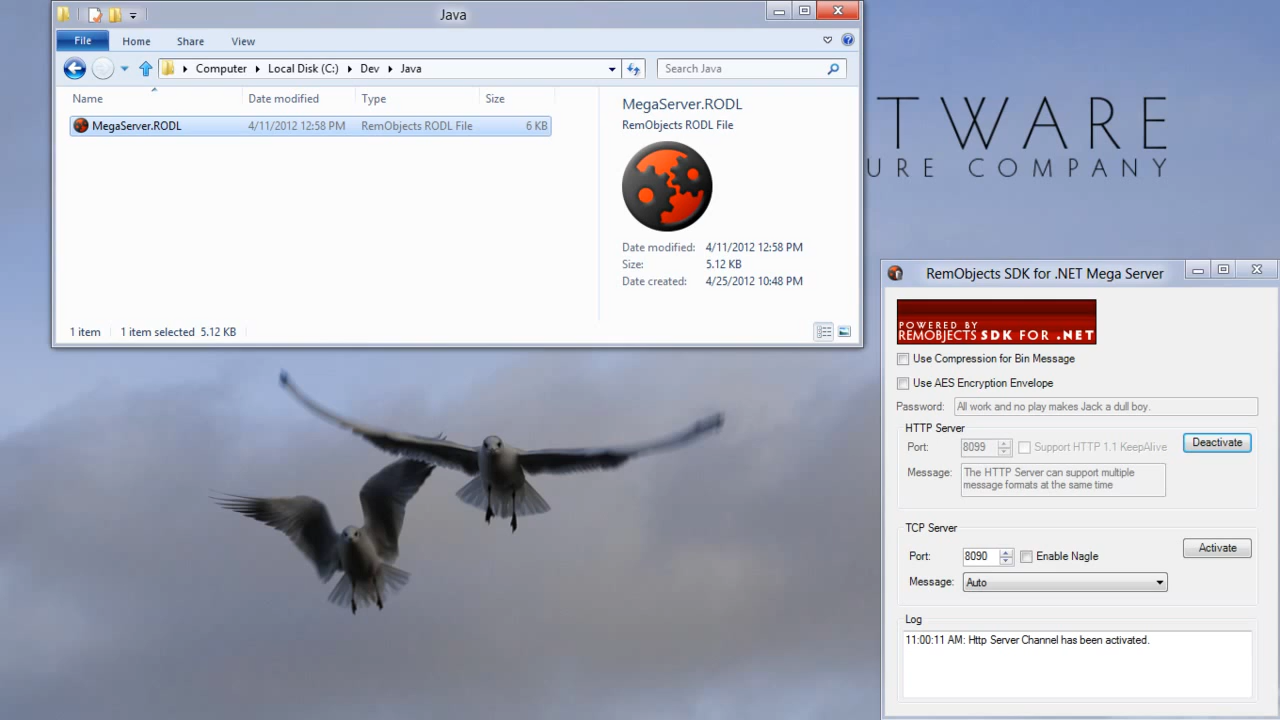 Java
File Home Share View
Computer Local Disk (C:) Dev Java Search Java
Name Date modified Type Size
MegaServer.RODL 4/11/2012 12:58 PM RemObjects RODL File 6 KB
MegaServer.RODL
RemObjects RODL File
Date modified: 4/11/2012 12:58 PM
Size: 5.12 KB
Date created: 4/25/2012 10:48 PM
1 item 1 item selected 5.12 KB
TWARE
URE COMPANY
RemObjects SDK for .NET Mega Server
POWERED BY
REMOBJECTS SDK FOR .NET
Use Compression for Bin Message
Use AES Encryption Envelope
Password: All work and no play makes Jack a dull boy.
HTTP Server
Port: 8099 Support HTTP 1.1 KeepAlive Deactivate
Message: The HTTP Server can support multiple
message formats at the same time
TCP Server
Port: 8090 Enable Nagle Activate
Message: Auto
Log
11:00:11 AM: Http Server Channel has been activated.